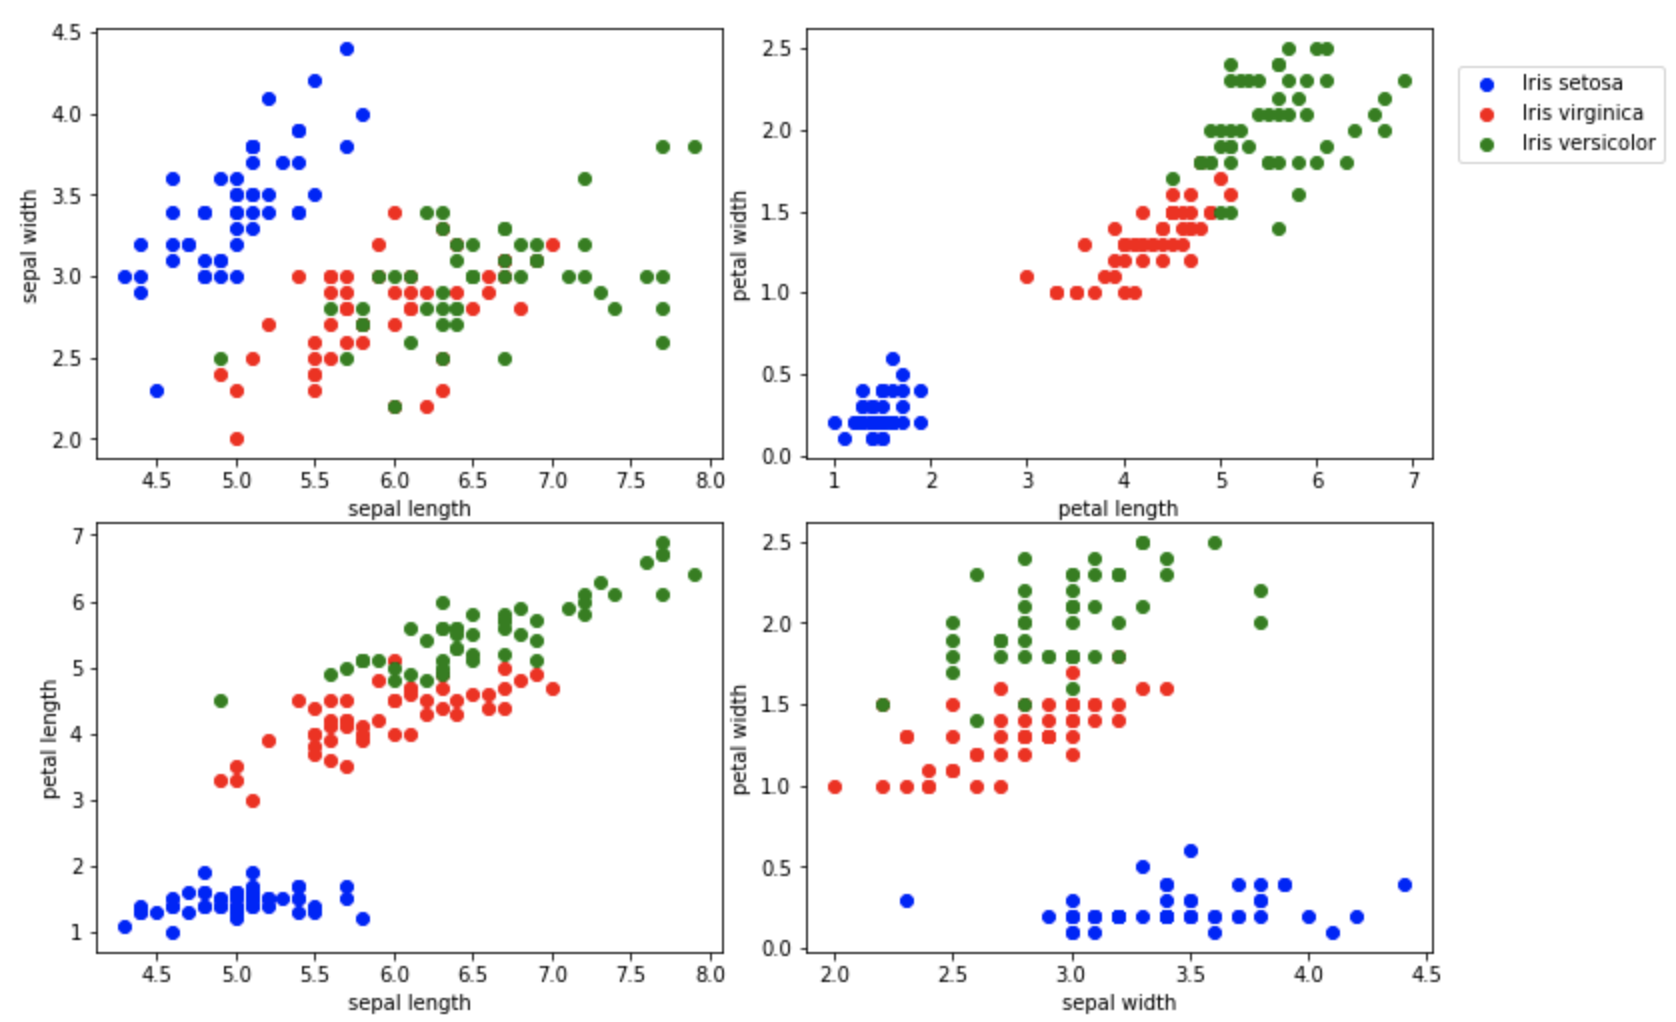 4.5
4.0
3.5
3.0
2.5
2.0
sepal width
4.5 5.0 5.5 6.0 6.5 7.0 7.5 8.0
sepal length
2.5
2.0
1.5
1.0
0.5
0.0
petal width
1 2 3 4 5 6 7
petal length
Iris setosa
Iris virginica
Iris versicolor
7
6
5
4
3
2
1
petal length
4.5 5.0 5.5 6.0 6.5 7.0 7.5 8.0
sepal length
2.5
2.0
1.5
1.0
0.5
0.0
petal width
2.0 2.5 3.0 3.5 4.0 4.5
sepal width